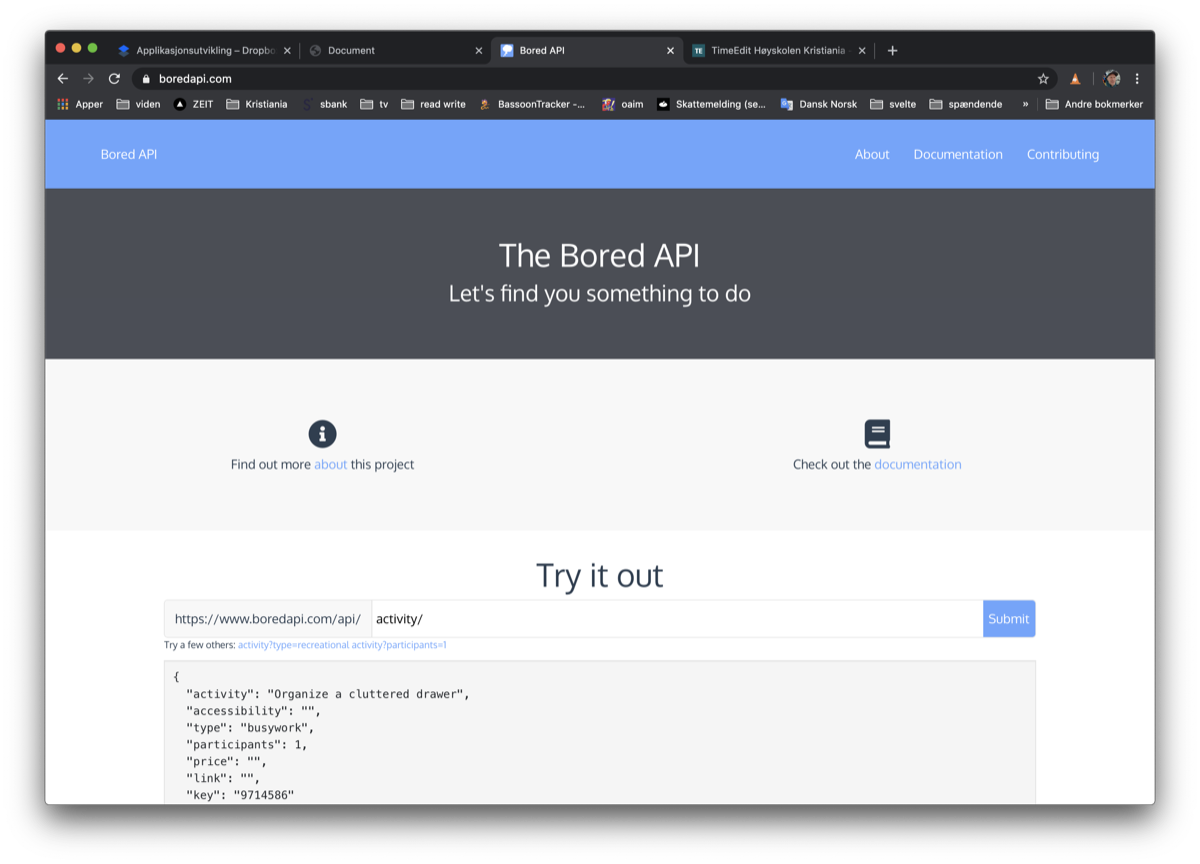 Applikasjonsutvikling – Dropbo
Document
Bored API
TE TimeEdit Høyskolen Kristiania
boredapi.com
Apper viden ZEIT Kristiania S sbank tv read write BassoonTracker -... oaim Skattemelding (se... Dansk Norsk svelte spændende » Andre bokmerker
Bored API About Documentation Contributing
The Bored API
Let's find you something to do
Find out more about this project
Check out the documentation
Try it out
https://www.boredapi.com/api/ activity/ Submit
Try a few others: activity?type=recreational activity?participants=1
{
"activity": "Organize a cluttered drawer",
"accessibility": "",
"type": "busywork",
"participants": 1,
"price": "",
"link": "",
"key": "9714586"